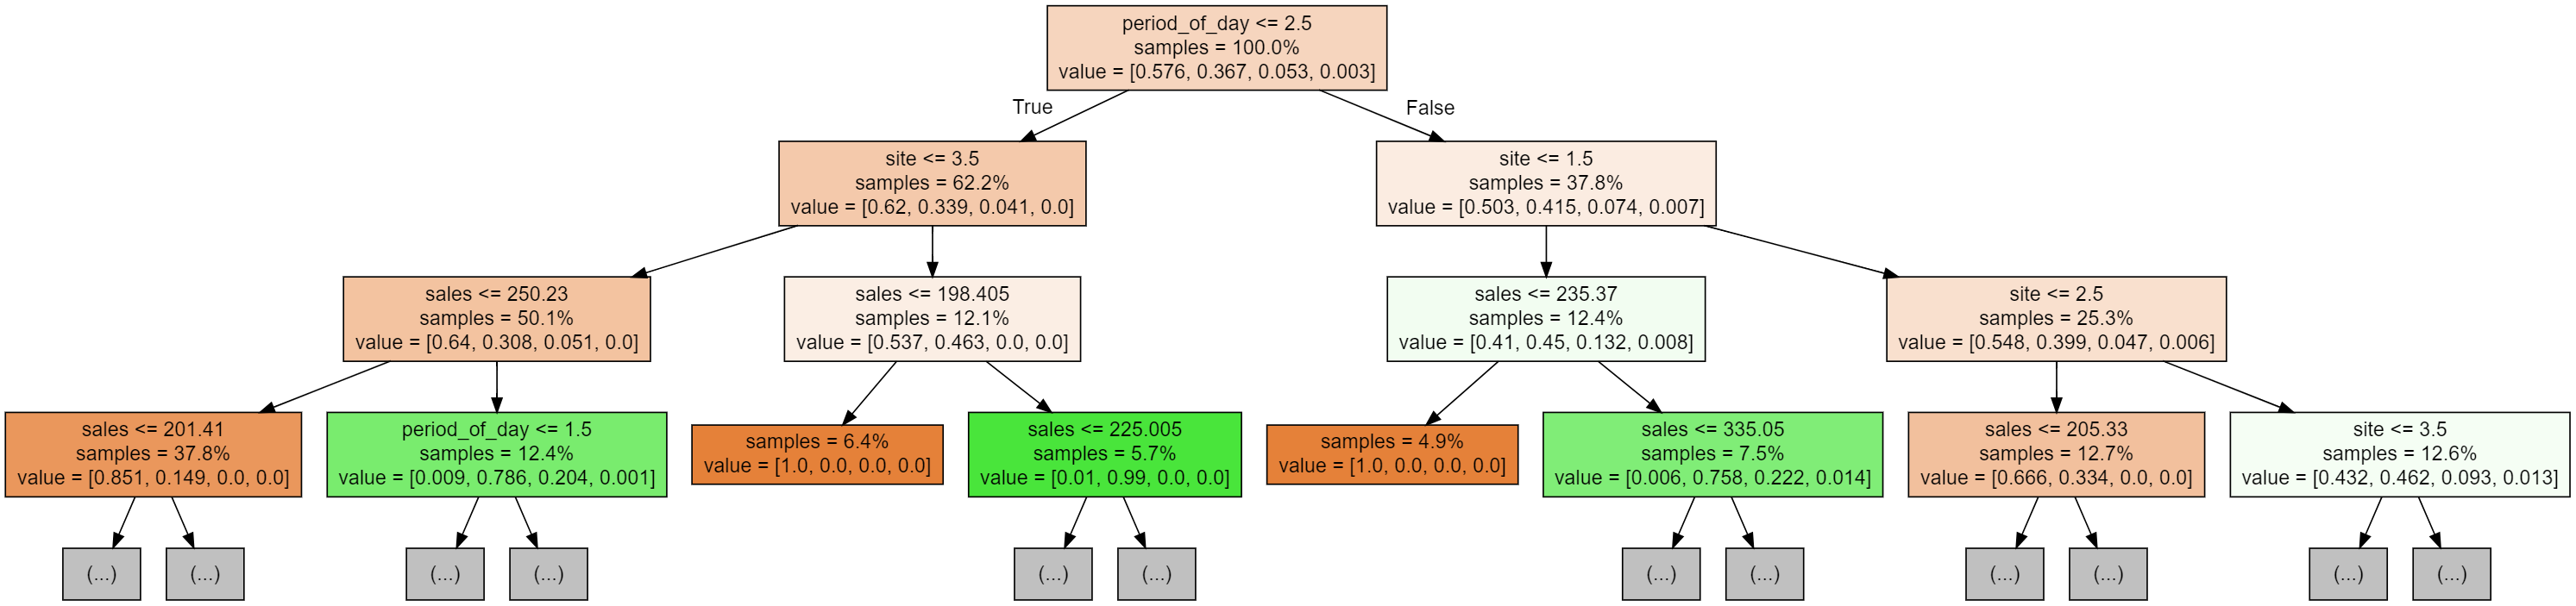 period_of_day <= 2.5
samples = 100.0%
value = [0.576, 0.367, 0.053, 0.003]
True
False
site <= 3.5
samples = 62.2%
value = [0.62, 0.339, 0.041, 0.0]
site <= 1.5
samples = 37.8%
value = [0.503, 0.415, 0.074, 0.007]
sales <= 250.23
samples = 50.1%
value = [0.64, 0.308, 0.051, 0.0]
sales <= 198.405
samples = 12.1%
value = [0.537, 0.463, 0.0, 0.0]
sales <= 235.37
samples = 12.4%
value = [0.41, 0.45, 0.132, 0.008]
site <= 2.5
samples = 25.3%
value = [0.548, 0.399, 0.047, 0.006]
sales <= 201.41
samples = 37.8%
value = [0.851, 0.149, 0.0, 0.0]
period_of_day <= 1.5
samples = 12.4%
value = [0.009, 0.786, 0.204, 0.001]
samples = 6.4%
value = [1.0, 0.0, 0.0, 0.0]
sales <= 225.005
samples = 5.7%
value = [0.01, 0.99, 0.0, 0.0]
samples = 4.9%
value = [1.0, 0.0, 0.0, 0.0]
sales <= 335.05
samples = 7.5%
value = [0.006, 0.758, 0.222, 0.014]
sales <= 205.33
samples = 12.7%
value = [0.666, 0.334, 0.0, 0.0]
site <= 3.5
samples = 12.6%
value = [0.432, 0.462, 0.093, 0.013]
(...)
(...)
(...)
(...)
(...)
(...)
(...)
(...)
(...)
(...)
(...)
(...)